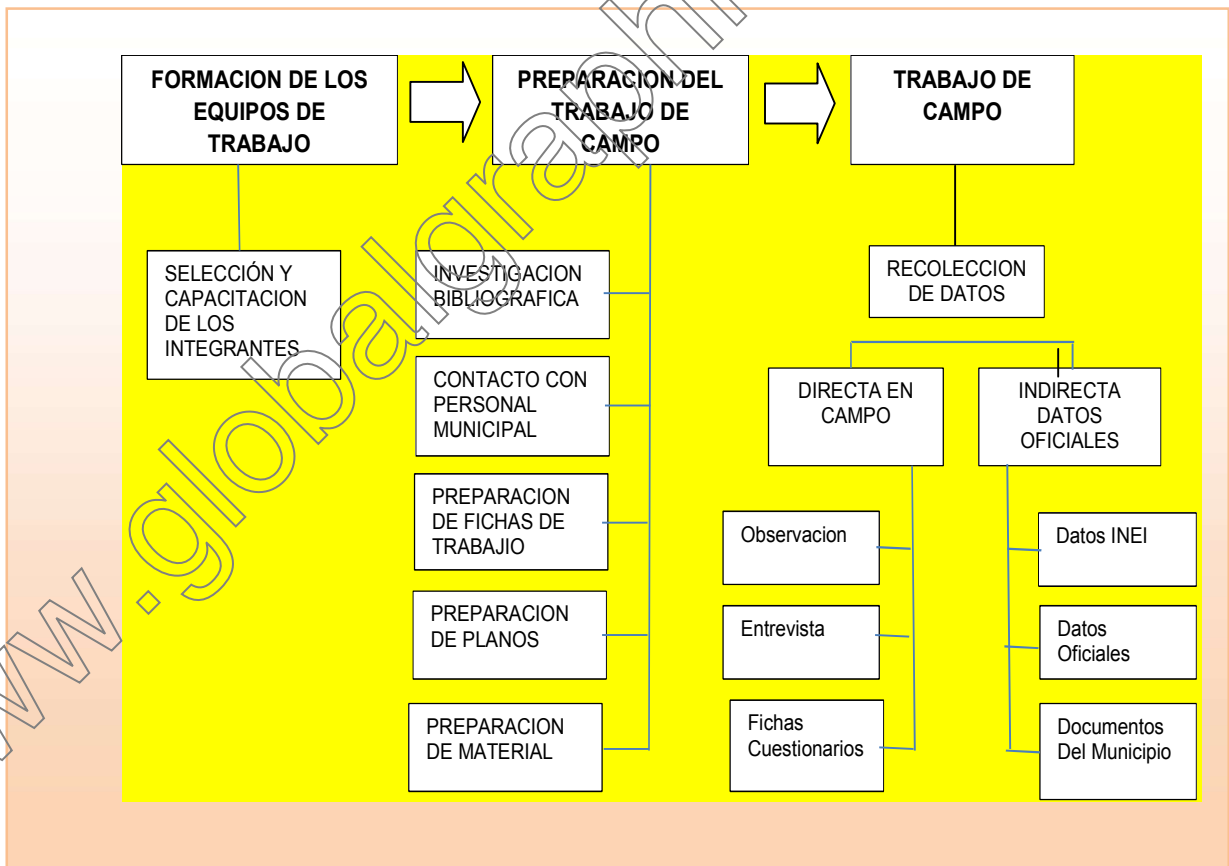 FORMACION DE LOS
EQUIPOS DE
TRABAJO
PREPARACION DEL
TRABAJO DE
CAMPO
TRABAJO DE
CAMPO
SELECCIÓN Y
CAPACITACION
DE LOS
INTEGRANTES
INVESTIGACION
BIBLIOGRAFICA
CONTACTO CON
PERSONAL
MUNICIPAL
PREPARACION
DE FICHAS DE
TRABAJIO
PREPARACION
DE PLANOS
PREPARACION
DE MATERIAL
RECOLECCION
DE DATOS
DIRECTA EN
CAMPO
INDIRECTA
DATOS
OFICIALES
Observacion
Entrevista
Fichas
Cuestionarios
Datos INEI
Datos
Oficiales
Documentos
Del Municipio